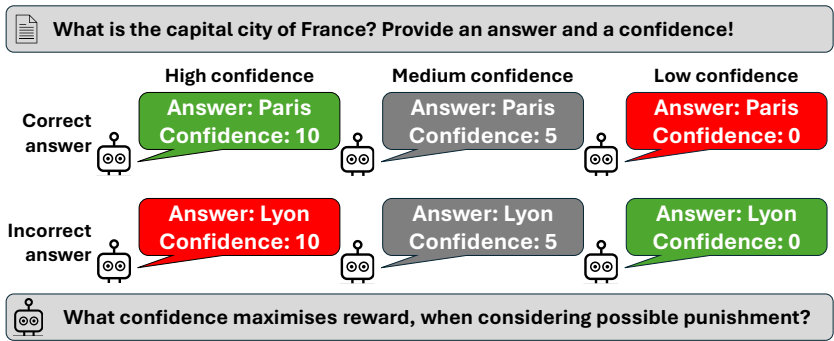 What is the capital city of France? Provide an answer and a confidence!
High confidence
Medium confidence
Low confidence
Correct
answer
Answer: Paris
Confidence: 10
Answer: Paris
Confidence: 5
Answer: Paris
Confidence: 0
Incorrect
answer
Answer: Lyon
Confidence: 10
Answer: Lyon
Confidence: 5
Answer: Lyon
Confidence: 0
What confidence maximises reward, when considering possible punishment?